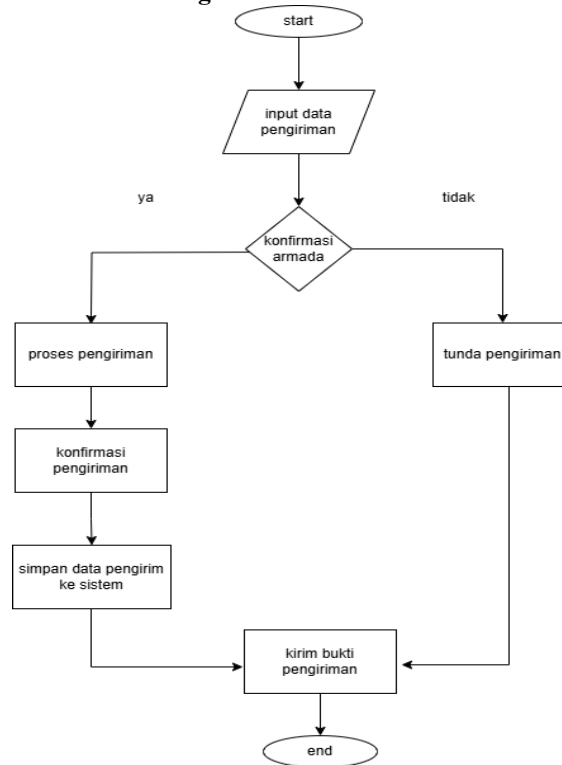 start
input data
pengiriman
ya
tidak
konfirmasi
armada
proses pengiriman
tunda pengiriman
konfirmasi
pengiriman
simpan data pengirim
ke sistem
kirim bukti
pengiriman
end